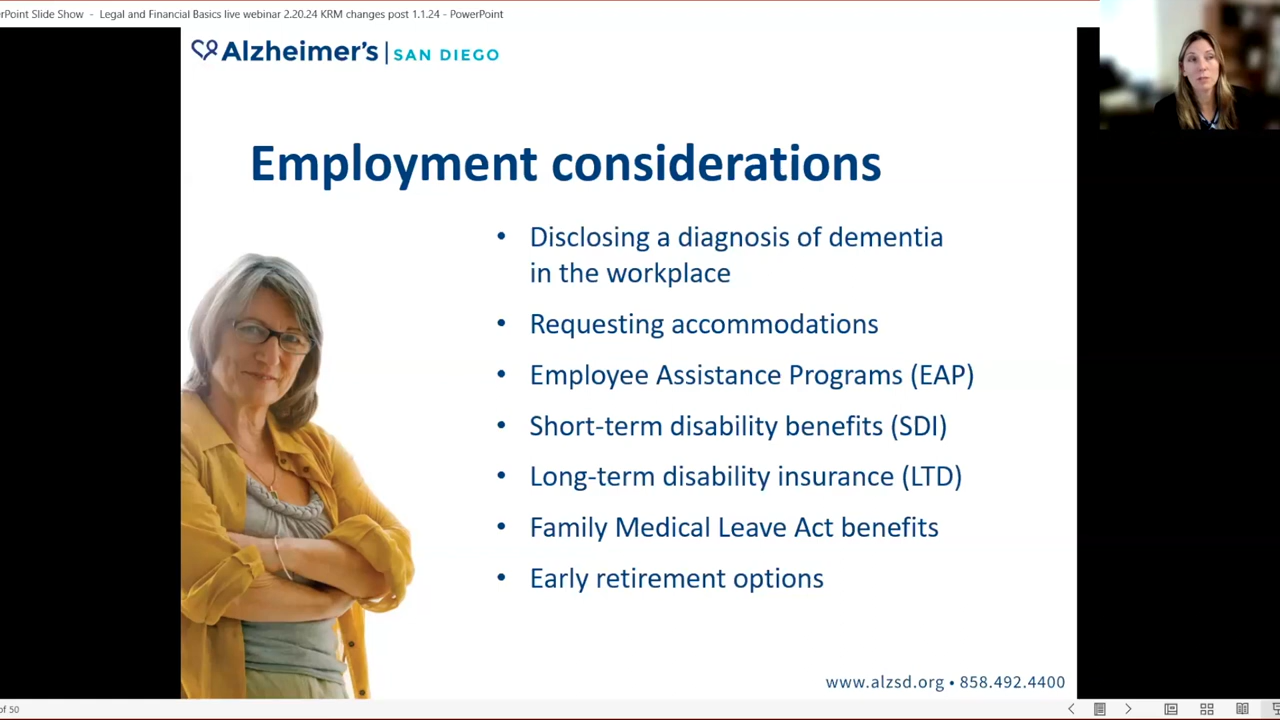 PowerPoint Slide Show - Legal and Financial Basics live webinar 2.20.24 KRM changes post 1.1.24 - PowerPoint
Alzheimer's | SAN DIEGO
Employment considerations
• Disclosing a diagnosis of dementia
in the workplace
• Requesting accommodations
• Employee Assistance Programs (EAP)
• Short-term disability benefits (SDI)
• Long-term disability insurance (LTD)
• Family Medical Leave Act benefits
• Early retirement options
www.alzsd.org • 858.492.4400
of 50